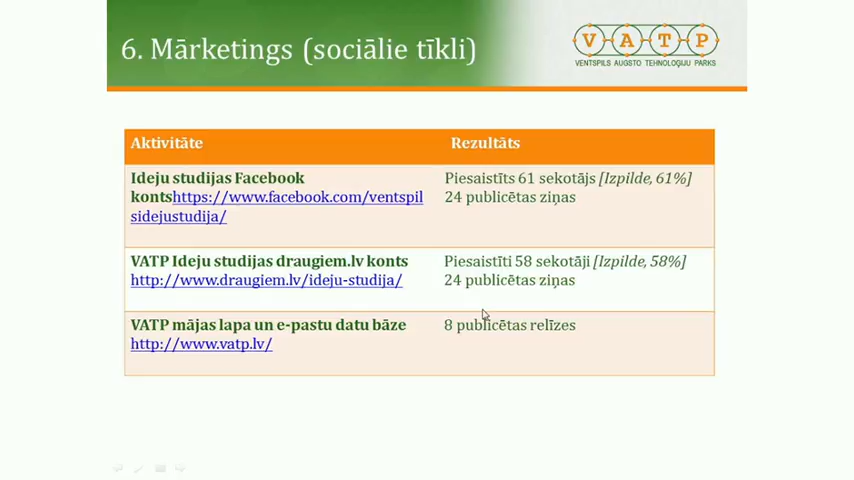 6. Mārketings (sociālie tīkli)
V A T P
VENTSPILS AUGSTO TEHNOLOĢIJU PARKS
Aktivitāte
Rezultāts
Ideju studijas Facebook
kontshttps://www.facebook.com/ventspil
sidejustudija/
Piesaistīts 61 sekotājs [Izpilde, 61%]
24 publicētas ziņas
VATP Ideju studijas draugiem.lv konts
http://www.draugiem.lv/ideju-studija/
Piesaistīti 58 sekotāji [Izpilde, 58%]
24 publicētas ziņas
VATP mājas lapa un e-pastu datu bāze
http://www.vatp.lv/
8 publicētas relīzes